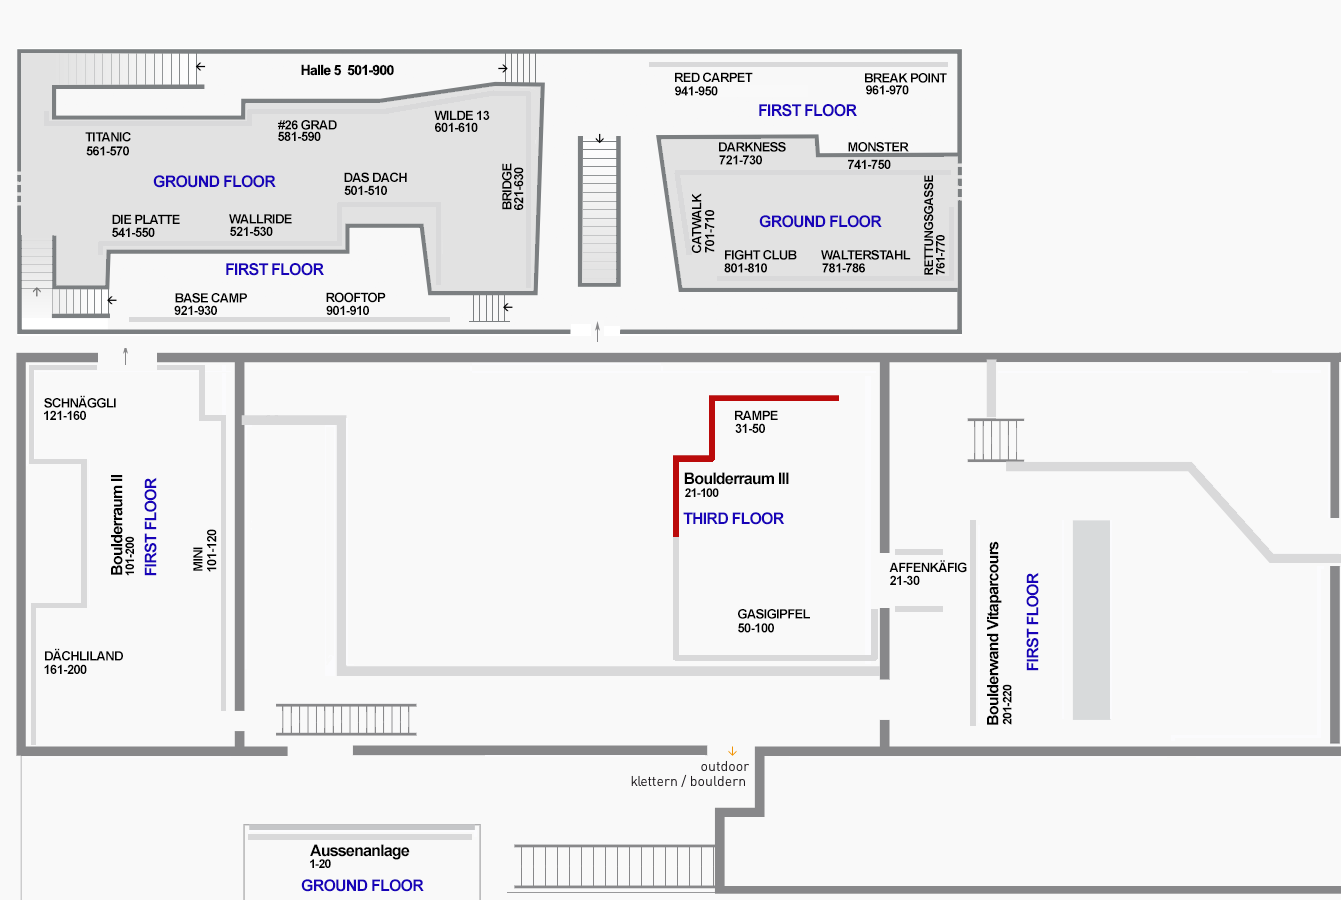 Halle 5 501-900
RED CARPET
941-950
BREAK POINT
961-970
FIRST FLOOR
TITANIC
561-570
#26 GRAD
581-590
WILDE 13
601-610
DARKNESS
721-730
MONSTER
741-750
GROUND FLOOR
DAS DACH
501-510
BRIDGE
621-630
CATWALK
701-710
GROUND FLOOR
RETTUNGSGASSE
761-770
DIE PLATTE
541-550
WALLRIDE
521-530
FIGHT CLUB
801-810
WALTERSTAHL
781-786
FIRST FLOOR
BASE CAMP
921-930
ROOFTOP
901-910
SCHNÄGGLI
121-160
Boulderraum II
101-200
FIRST FLOOR
MINI
101-120
DÄCHLILAND
161-200
RAMPE
31-50
Boulderraum III
21-100
THIRD FLOOR
GASIGIPFEL
50-100
AFFENKÄFIG
21-30
Boulderwand Vitaparcours
201-220
FIRST FLOOR
outdoor
klettern / bouldern
Aussenanlage
1-20
GROUND FLOOR